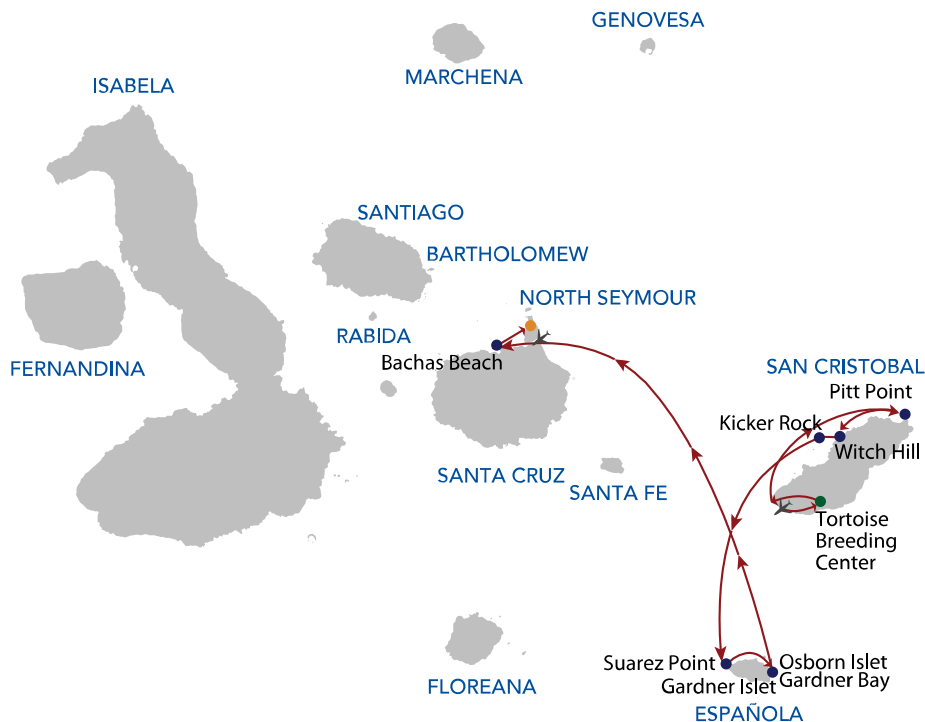 GENOVESA
MARCHENA
ISABELA
SANTIAGO
BARTHOLOMEW
NORTH SEYMOUR
RABIDA
FERNANDINA
Bachas Beach
SAN CRISTOBAL
Pitt Point
Kicker Rock
Witch Hill
SANTA CRUZ
SANTA FE
Tortoise
Breeding
Center
Suarez Point
Osborn Islet
Gardner Islet
Gardner Bay
FLOREANA
ESPAÑOLA